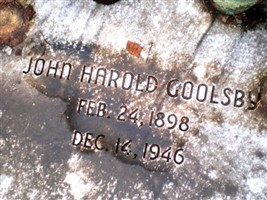 JOHN HAROLD GOOLSBY
FEB. 24, 1898
DEC. 14, 1946